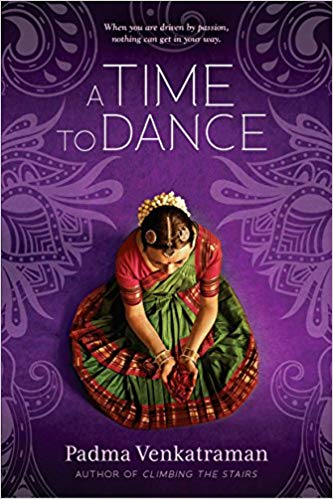 When you are driven by passion,
nothing can get in your way.
A TIME
TO DANCE
Padma Venkatraman
AUTHOR OF CLIMBING THE STAIRS